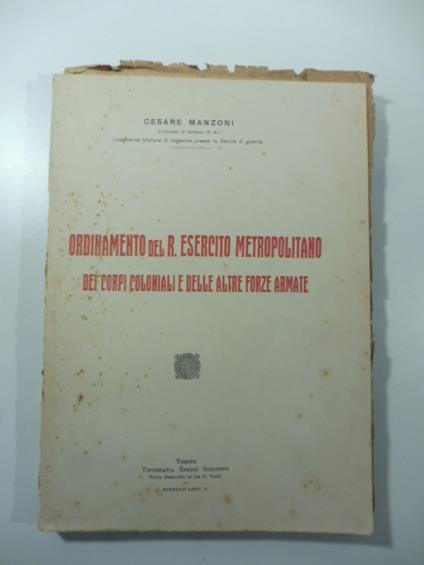 CESARE MANZONI
Insegnante titolare di organica presso la Scuola di guerra
ORDINAMENTO DEL R. ESERCITO METROPOLITANO
DEI CORPI COLONIALI E DELLE ALTRE FORZE ARMATE
TORINO
TIPOGRAFIA SCHIOPPO